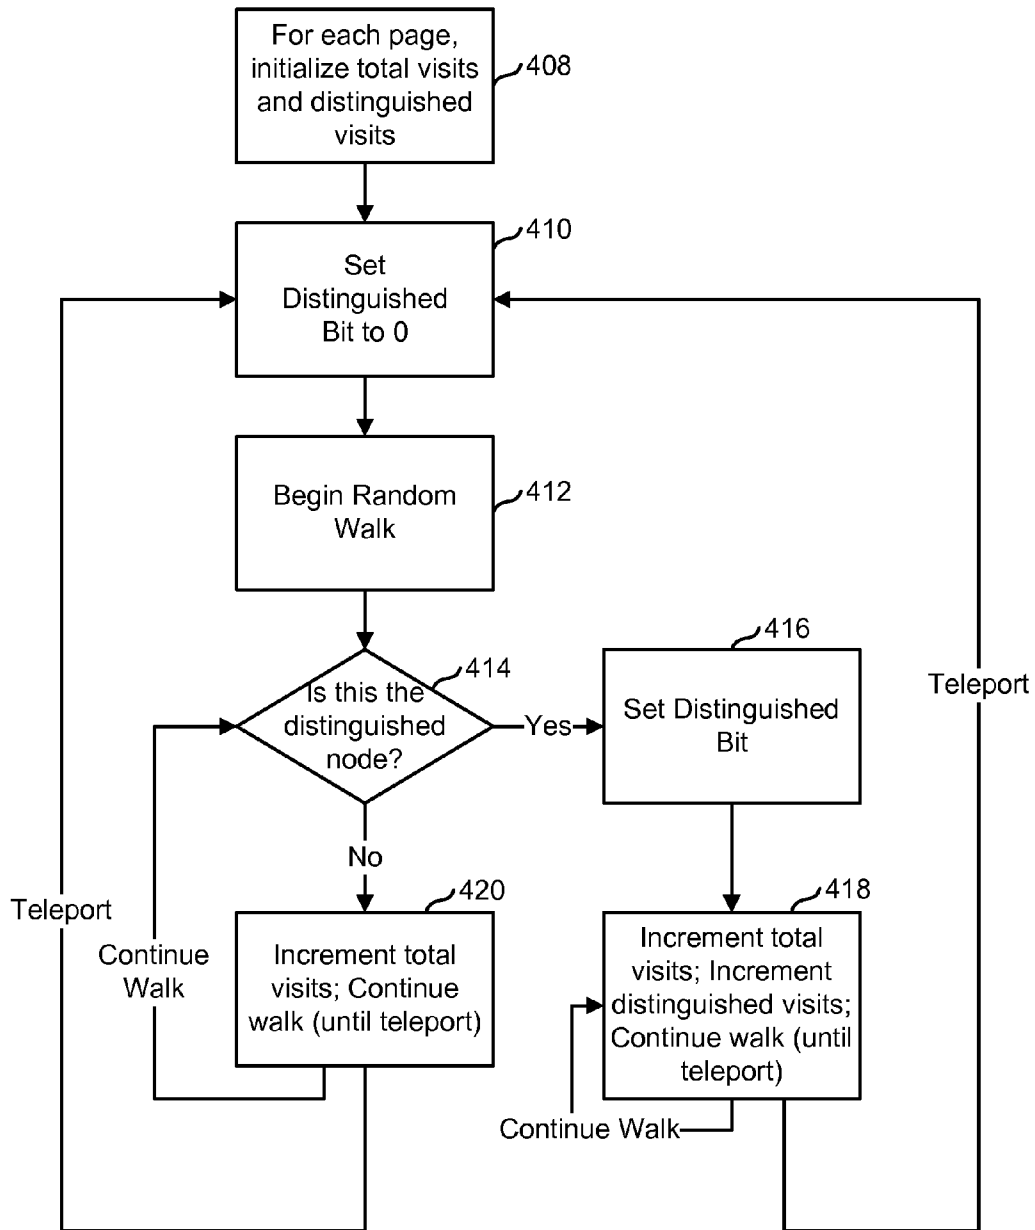 For each page,
initialize total visits
and distinguished
visits
408
410
Set
Distinguished
Bit to 0
412
Begin Random
Walk
414
Is this the
distinguished
node?
Yes
416
Set Distinguished
Bit
Teleport
No
420
418
Teleport
Continue
Walk
Increment total
visits; Continue
walk (until teleport)
Increment total
visits; Increment
distinguished visits;
Continue walk (until
teleport)
Continue Walk